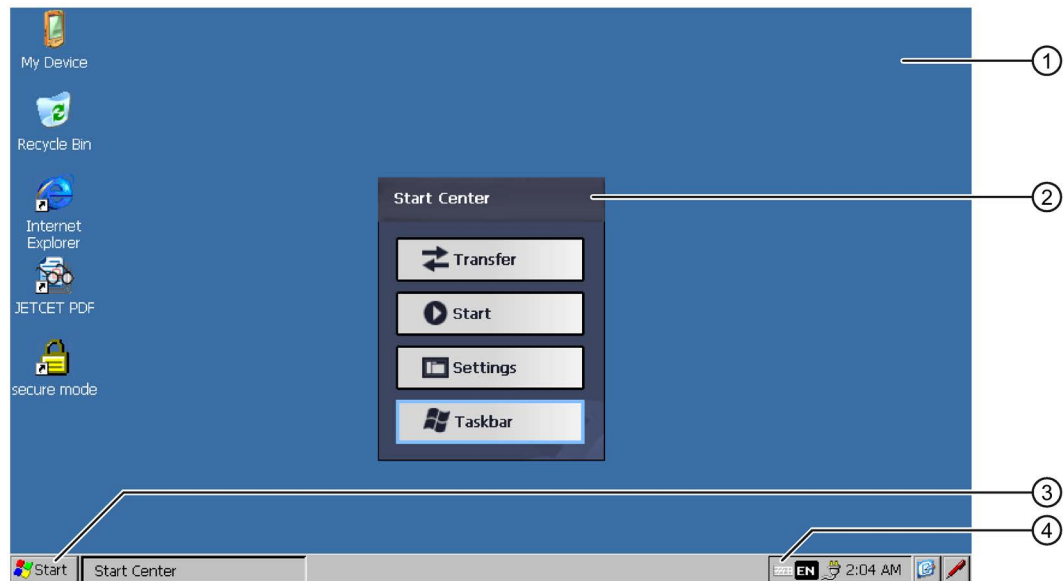 My Device
1
Recycle Bin
Start Center
2
Internet
Explorer
Transfer
JETCET PDF
Start
Settings
secure mode
Taskbar
3
4
Start
Start Center
EN
2:04 AM